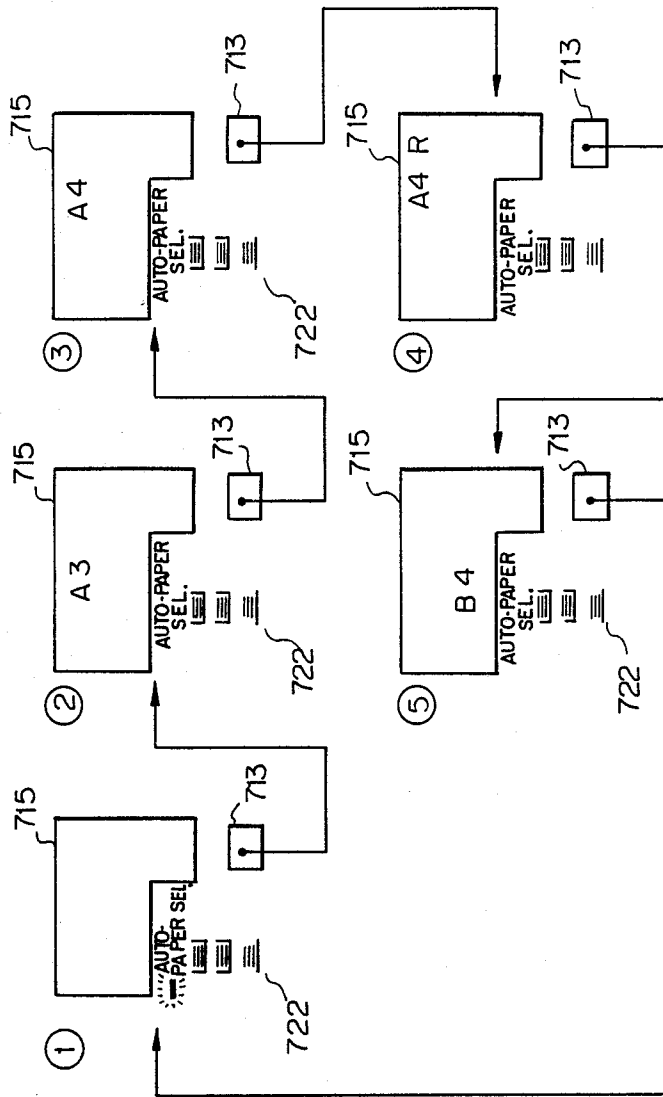 ①
715
AUTO-
PAPER SEL.
713
722
②
715
A3
AUTO-PAPER
SEL.
713
722
③
715
A4
AUTO-PAPER
SEL.
713
722
④
715
A4 R
AUTO-PAPER
SEL.
713
722
⑤
715
B4
AUTO-PAPER
SEL.
713
722